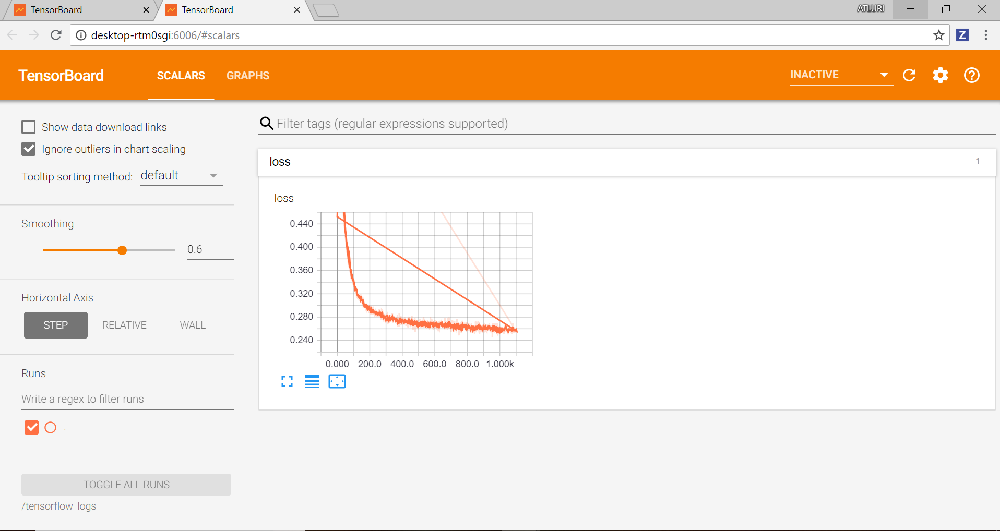 TensorBoard
TensorBoard
ATLURI
desktop-rtm0sgi:6006/#scalars
Z
TensorBoard
SCALARS
GRAPHS
INACTIVE
Show data download links
Ignore outliers in chart scaling
Tooltip sorting method: default
Smoothing
0.6
Horizontal Axis
STEP RELATIVE WALL
Runs
Write a regex to filter runs
.
TOGGLE ALL RUNS
/tensorflow_logs
Filter tags (regular expressions supported)
loss
1
loss
0.440
0.400
0.360
0.320
0.280
0.240
0.000 200.0 400.0 600.0 800.0 1.000k